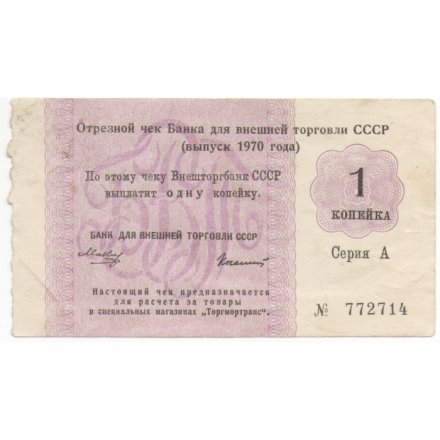 Отрезной чек Банка для внешней торговли СССР
(выпуск 1970 года)
По этому чеку Внешторгбанк СССР
выплатит одну копейку.
1
КОПЕЙКА
БАНК ДЛЯ ВНЕШНЕЙ ТОРГОВЛИ СССР
Серия А
Настоящий чек предназначается
для расчета за товары
в специальных магазинах „Торгмортранс".
№ 772714